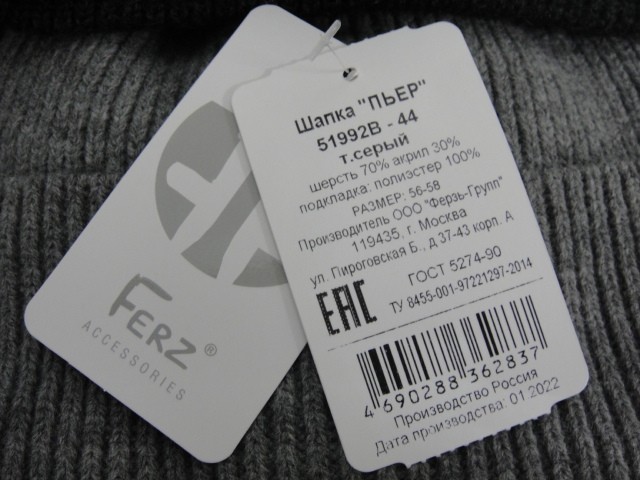 FERZ ®
ACCESSORIES
Шапка "ПЬЕР"
51992В - 44
т.серый
шерсть 70% акрил 30%
подкладка: полиэстер 100%
РАЗМЕР: 56-58
Производитель ООО "Ферзь-Групп"
119435, г. Москва
ул. Пироговская Б., д 37-43 корп. А
ГОСТ 5274-90
EAC
ТУ 8455-001-97221297-2014
4 690288 362837
Производство Россия
Дата производства: 01.2022